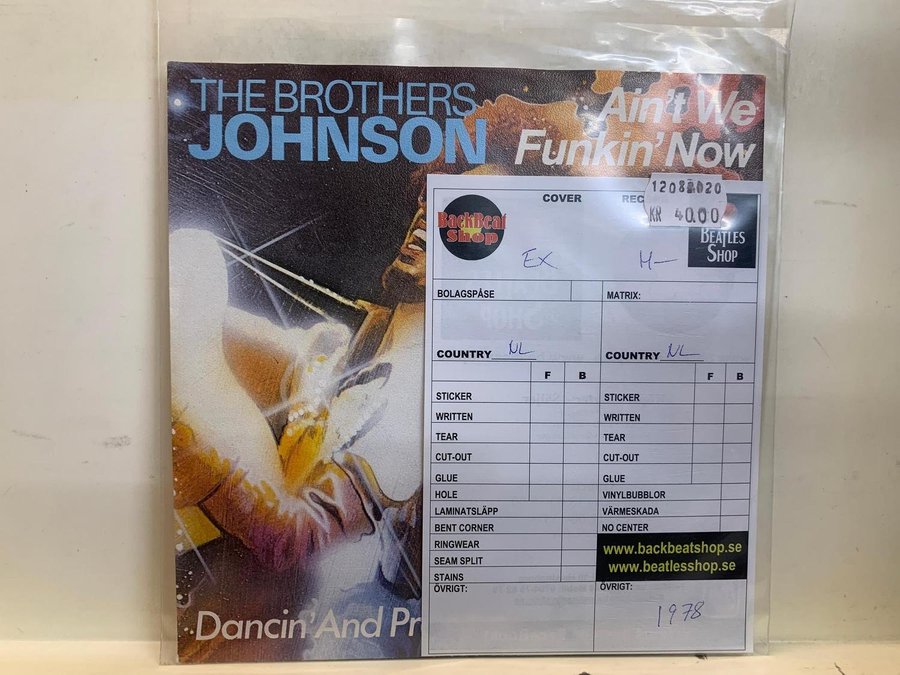 THE BROTHERS
JOHNSON
Ain't We
Funkin' Now
12082020
KR 40.00
COVER
REC
BackBeat
Shop
BEATLES
SHOP
EX
M-
BOLAGSPÅSE
MATRIX:
COUNTRY NL
COUNTRY NL
F B
F B
STICKER
STICKER
WRITTEN
WRITTEN
TEAR
TEAR
CUT-OUT
CUT-OUT
GLUE
GLUE
HOLE
VINYLBUBBLOR
LAMINATSLÄPP
VÄRMESKADA
BENT CORNER
NO CENTER
RINGWEAR
www.backbeatshop.se
SEAM SPLIT
www.beatlesshop.se
STAINS
ÖVRIGT:
ÖVRIGT:
1978
Dancin' And Pr